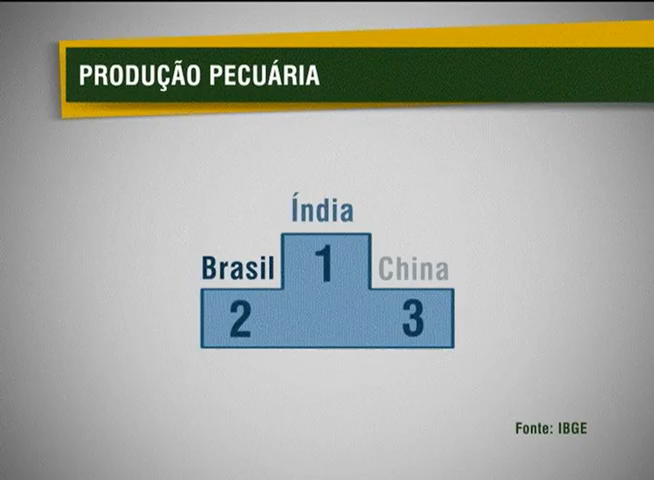 PRODUÇÃO PECUÁRIA
Índia
Brasil 1 China
2 3
Fonte: IBGE